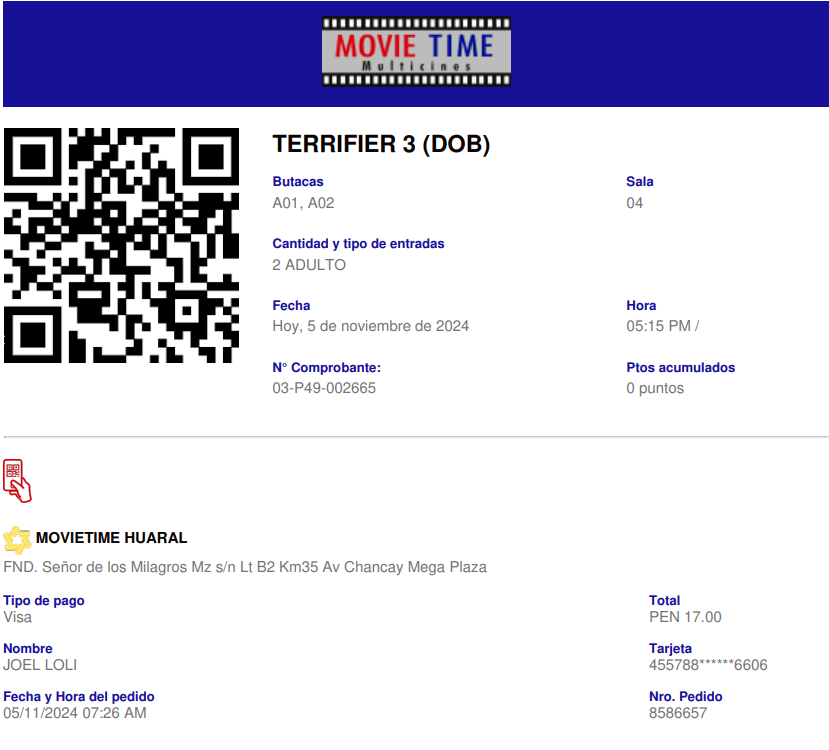 MOVIE TIME
Multicines
TERRIFIER 3 (DOB)
Butacas Sala
A01, A02 04
Cantidad y tipo de entradas
2 ADULTO
Fecha Hora
Hoy, 5 de noviembre de 2024 05:15 PM /
N° Comprobante: Ptos acumulados
03-P49-002665 0 puntos
MOVIETIME HUARAL
FND. Señor de los Milagros Mz s/n Lt B2 Km35 Av Chancay Mega Plaza
Tipo de pago Total
Visa PEN 17.00
Nombre Tarjeta
JOEL LOLI 455788******6606
Fecha y Hora del pedido Nro. Pedido
05/11/2024 07:26 AM 8586657